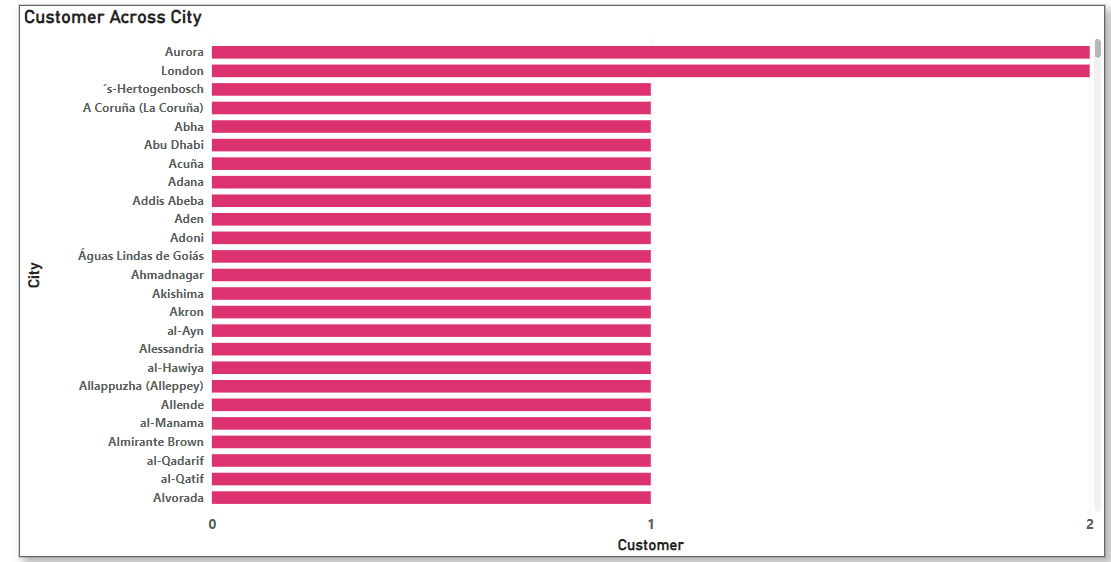 Customer Across City
City
Aurora
London
´s-Hertogenbosch
A Coruña (La Coruña)
Abha
Abu Dhabi
Acuña
Adana
Addis Abeba
Aden
Adoni
Águas Lindas de Goiás
Ahmadnagar
Akishima
Akron
al-Ayn
Alessandria
al-Hawiya
Allappuzha (Alleppey)
Allende
al-Manama
Almirante Brown
al-Qadarif
al-Qatif
Alvorada
0 1 2
Customer